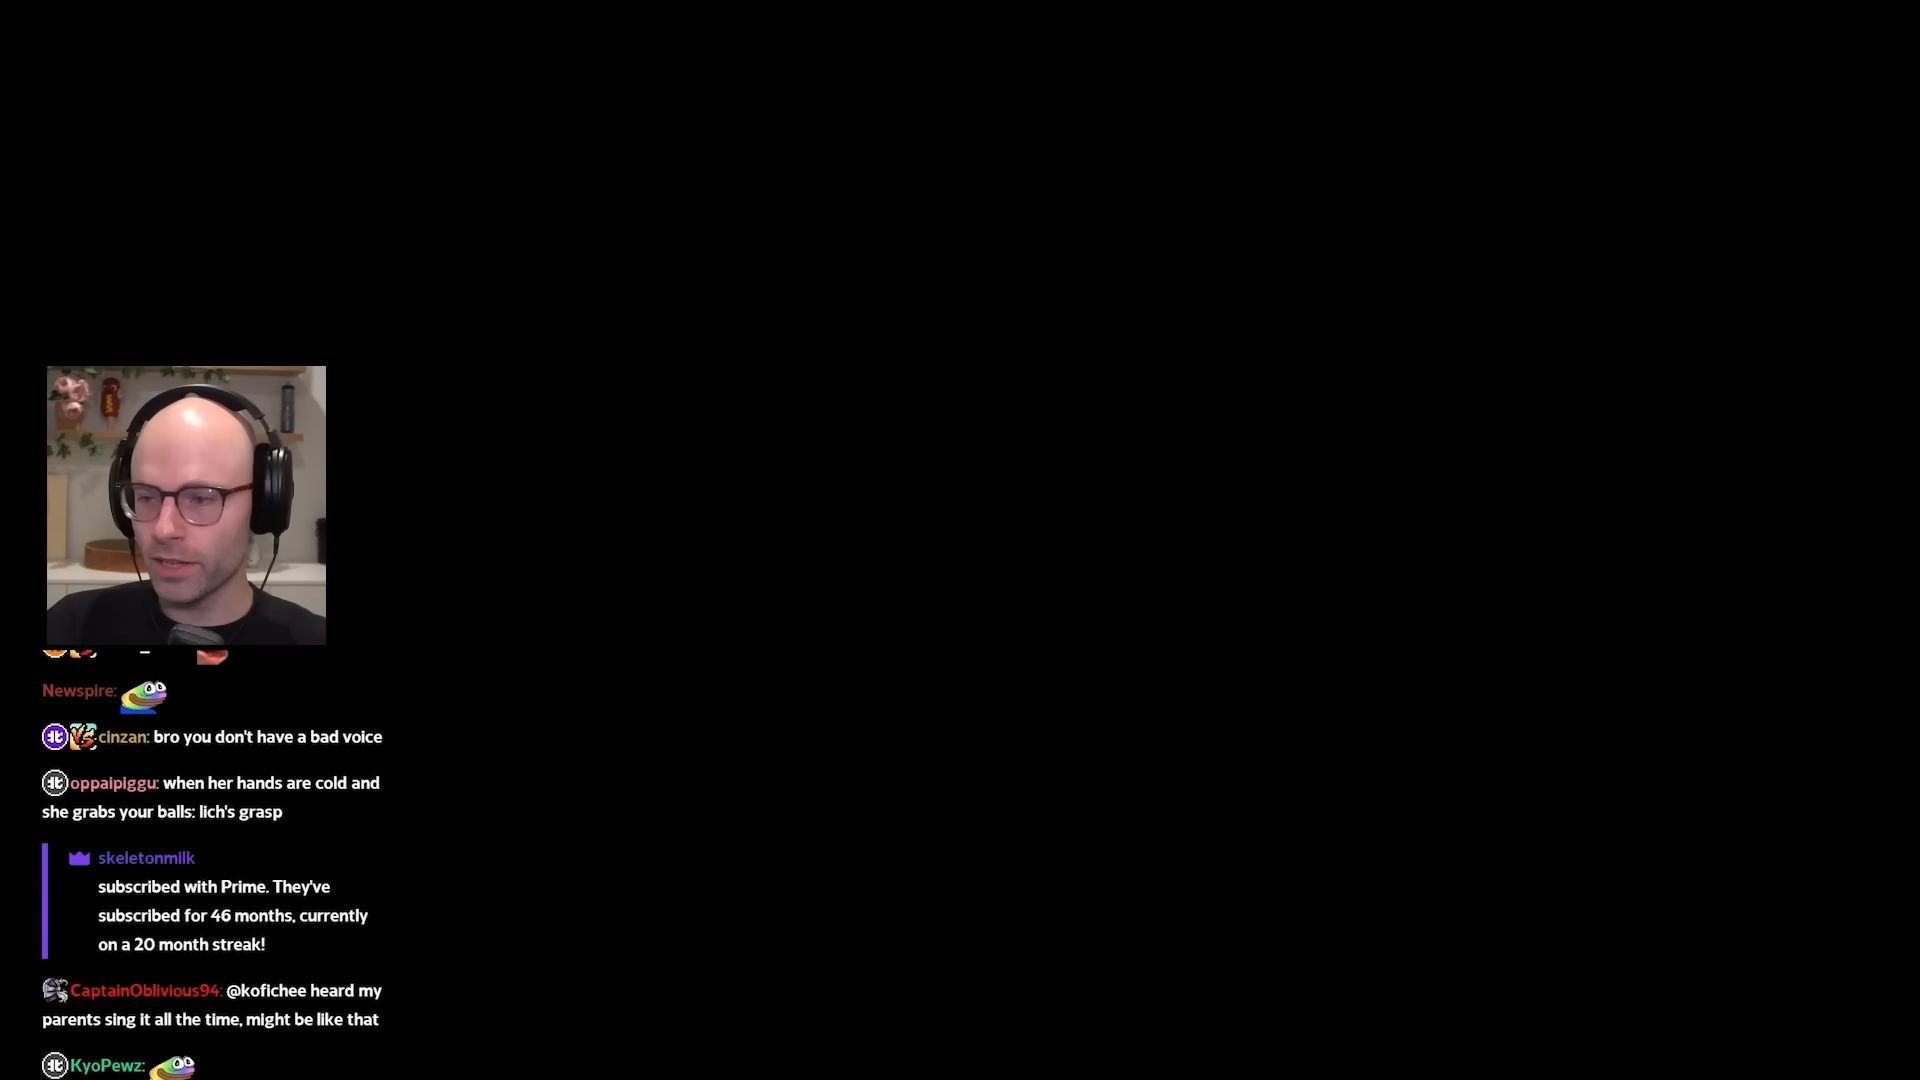 Newspire:
cinzan: bro you don't have a bad voice
oppaipiggu: when her hands are cold and
she grabs your balls: lich's grasp
skeletonmilk
subscribed with Prime. They've
subscribed for 46 months, currently
on a 20 month streak!
CaptainOblivious94: @kofichee heard my
parents sing it all the time, might be like that
KyoPewz: